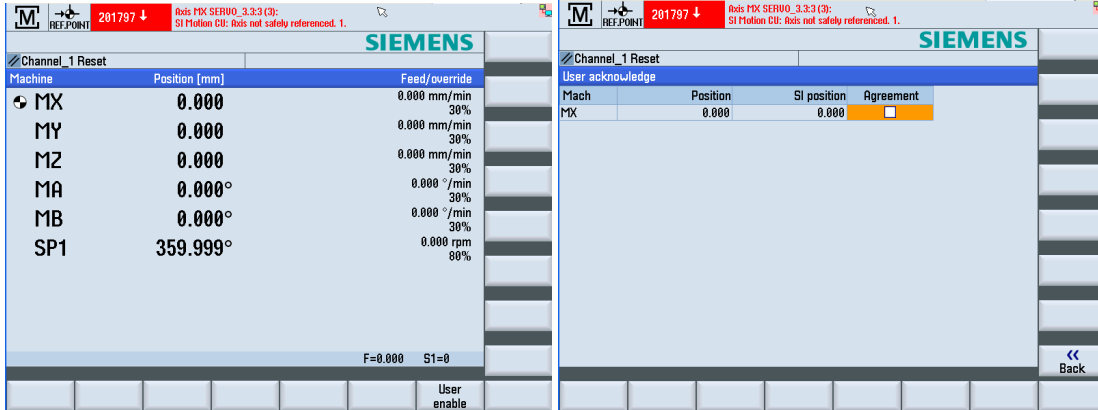 M
REF.POINT
201797
Axis MX SERVO_3.3:3 (3):
SI Motion CU: Axis not safely referenced. 1.
SIEMENS
Channel_1 Reset
Machine Position [mm] Feed/override
MX 0.000 0.000 mm/min
30%
MY 0.000 0.000 mm/min
30%
MZ 0.000 0.000 mm/min
30%
MA 0.000° 0.000 °/min
30%
MB 0.000° 0.000 °/min
30%
SP1 359.999° 0.000 rpm
80%
F=0.000 S1=0
User
enable
M
REF.POINT
201797
Axis MX SERVO_3.3:3 (3):
SI Motion CU: Axis not safely referenced. 1.
SIEMENS
Channel_1 Reset
User acknowledge
Mach Position SI position Agreement
MX 0.000 0.000
Back